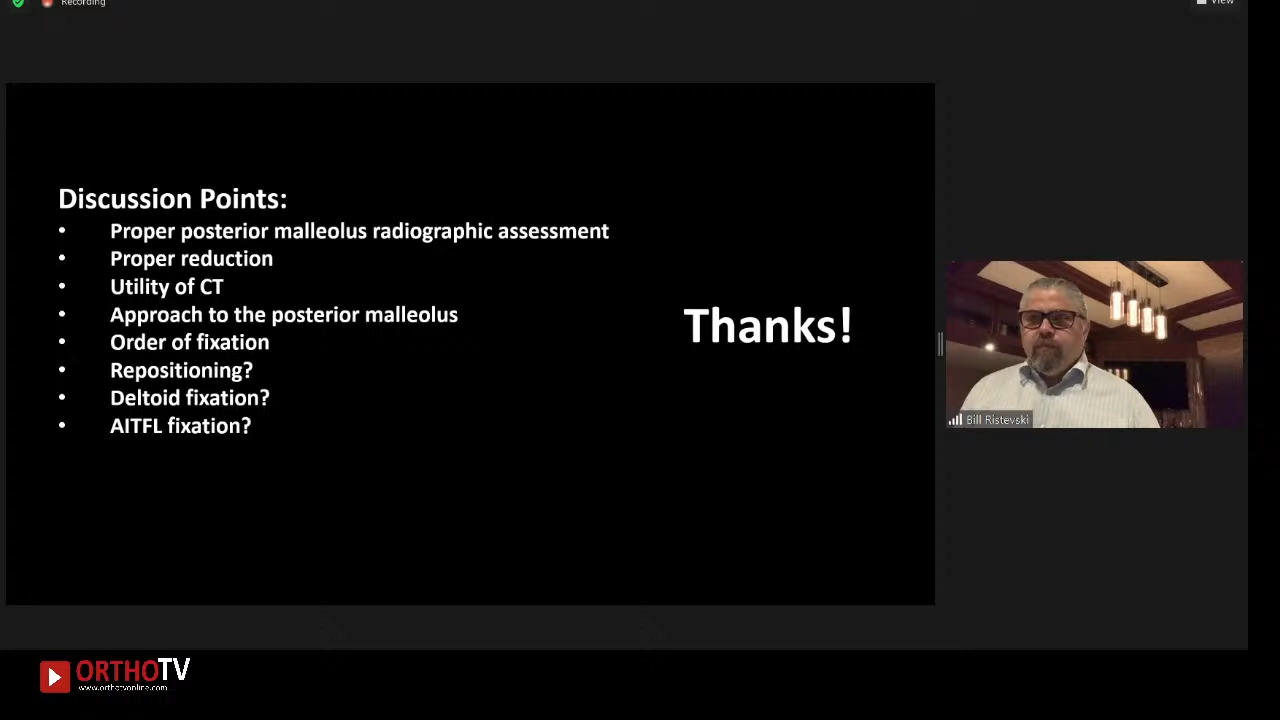 Recording
View
Discussion Points:
• Proper posterior malleolus radiographic assessment
• Proper reduction
• Utility of CT
• Approach to the posterior malleolus
• Order of fixation
• Repositioning?
• Deltoid fixation?
• AITFL fixation?
Thanks!
Bill Ristevski
ORTHOTV
www.orthotvonline.com